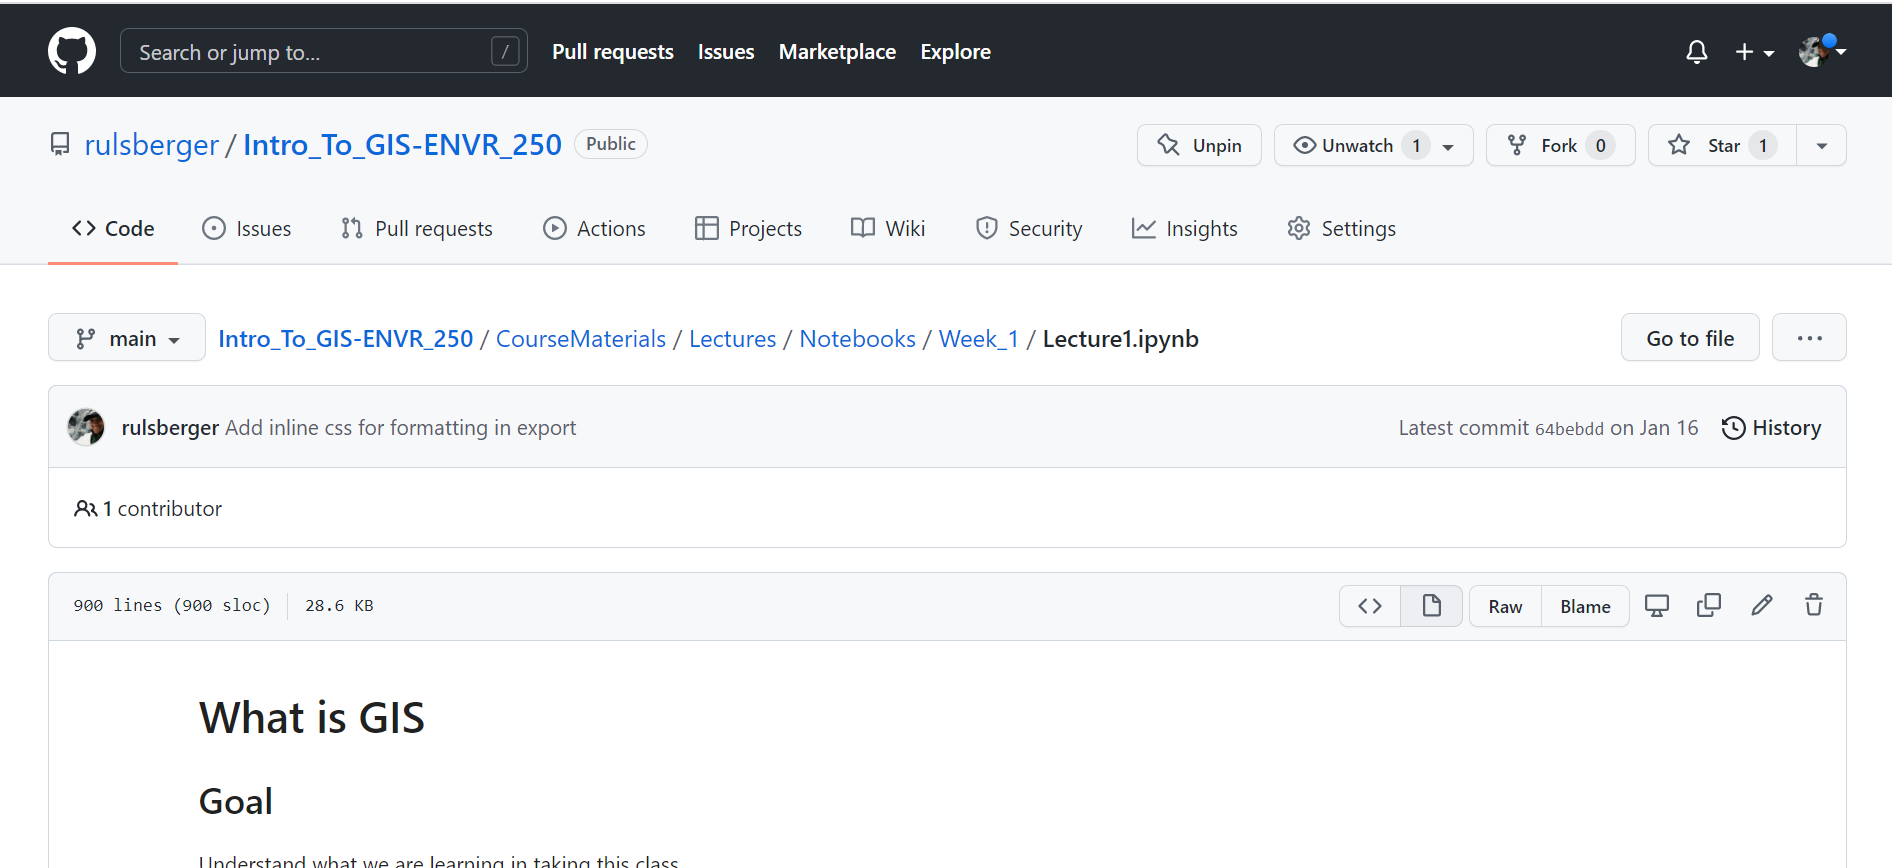 Search or jump to... /
Pull requests Issues Marketplace Explore
rulsberger / Intro_To_GIS-ENVR_250 Public
Unpin Unwatch 1 Fork 0 Star 1
Code Issues Pull requests Actions Projects Wiki Security Insights Settings
main Intro_To_GIS-ENVR_250 / CourseMaterials / Lectures / Notebooks / Week_1 / Lecture1.ipynb Go to file ...
rulsberger Add inline css for formatting in export Latest commit 64bebdd on Jan 16 History
1 contributor
900 lines (900 sloc) 28.6 KB Raw Blame
What is GIS
Goal
Understand what we are learning in taking this class